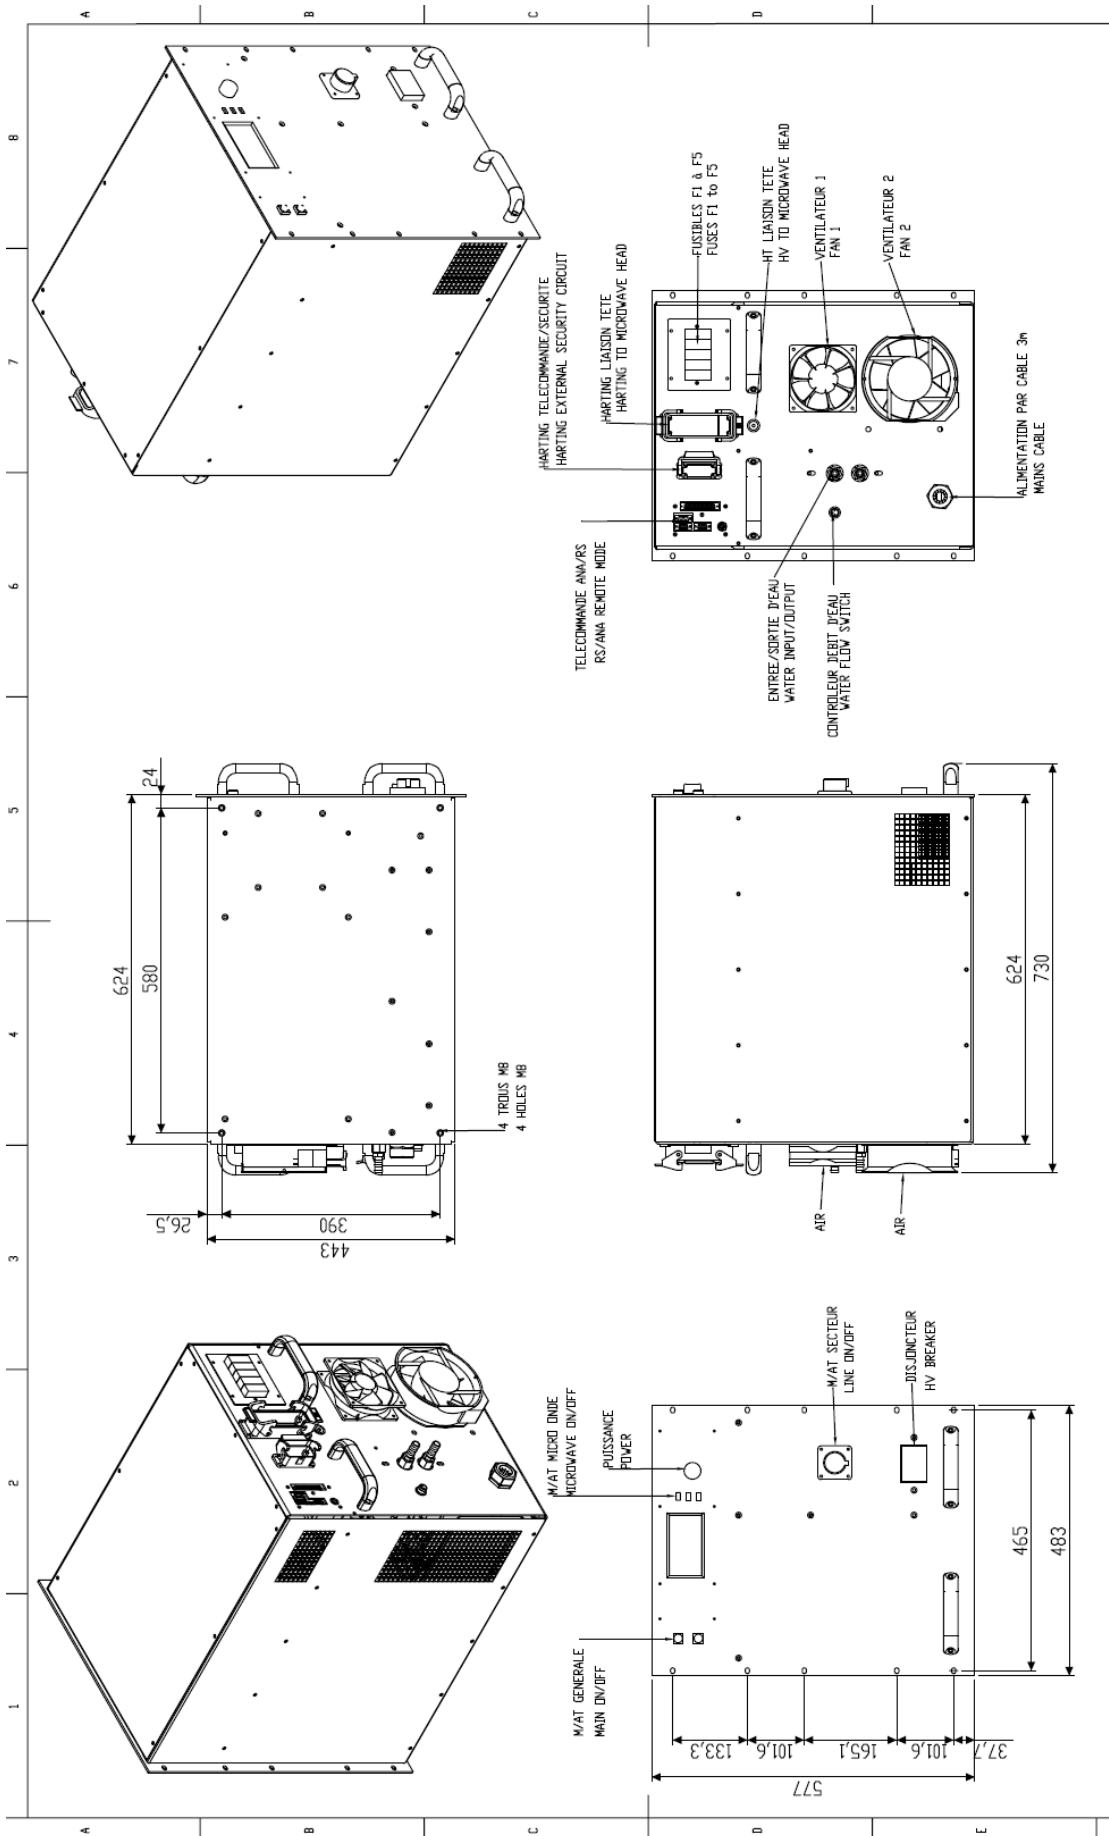 A
B
C
D
8
7
6
5
4
3
2
1
HARTING TELECOMMANDE/SECURITE
HARTING EXTERNAL SECURITY CIRCUIT
HARTING LIAISON TETE
HARTING TO MICROWAVE HEAD
FUSIBLES F1 à F5
FUSES F1 to F5
HT LIAISON TETE
HV TO MICROWAVE HEAD
VENTILATEUR 1
FAN 1
VENTILATEUR 2
FAN 2
TELECOMMANDE ANA/RS
RS/ANA REMOTE MODE
ENTREE/SORTIE D'EAU
WATER INPUT/OUTPUT
CONTROLEUR DEBIT D'EAU
WATER FLOW SWITCH
ALIMENTATION PAR CABLE 3m
MAINS CABLE
624
580
24
4 TROUS M8
4 HOLES M8
26,5
390
443
AIR
AIR
624
730
M/AT MICRO ONDE
MICROWAVE ON/OFF
PUISSANCE
POWER
M/AT SECTEUR
LINE ON/OFF
DISJONCTEUR
HV BREAKER
M/AT GENERALE
MAIN ON/OFF
465
483
133,3
101,6
165,1
101,6
37,7
577
A
B
C
D
E